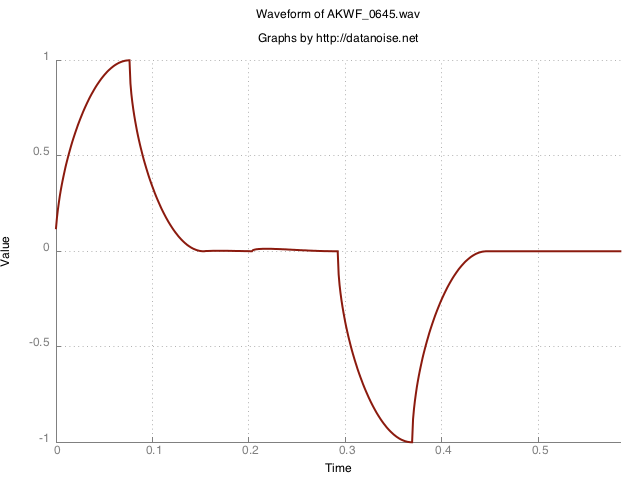 Waveform of AKWF_0645.wav
Graphs by http://datanoise.net
1
0.5
0
-0.5
-1
Value
0 0.1 0.2 0.3 0.4 0.5
Time